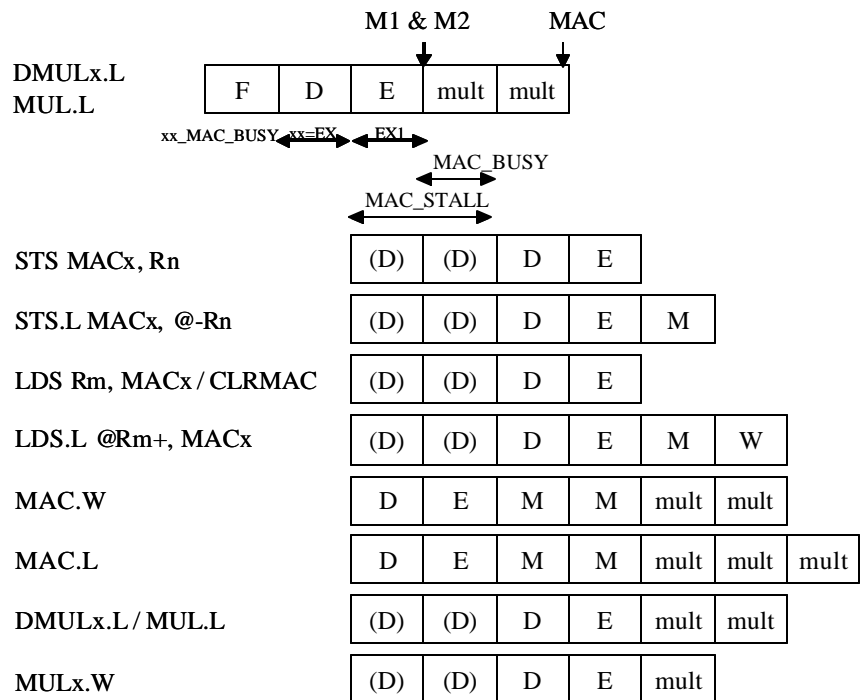 M1 & M2 MAC
DMULx.L
MUL.L
F D E mult mult
xx_MAC_BUSY xx=EX EX1
MAC_BUSY
MAC_STALL
STS MACx, Rn (D) (D) D E
STS.L MACx, @-Rn (D) (D) D E M
LDS Rm, MACx / CLRMAC (D) (D) D E
LDS.L @Rm+, MACx (D) (D) D E M W
MAC.W D E M M mult mult
MAC.L D E M M mult mult mult
DMULx.L / MUL.L (D) (D) D E mult mult
MULx.W (D) (D) D E mult